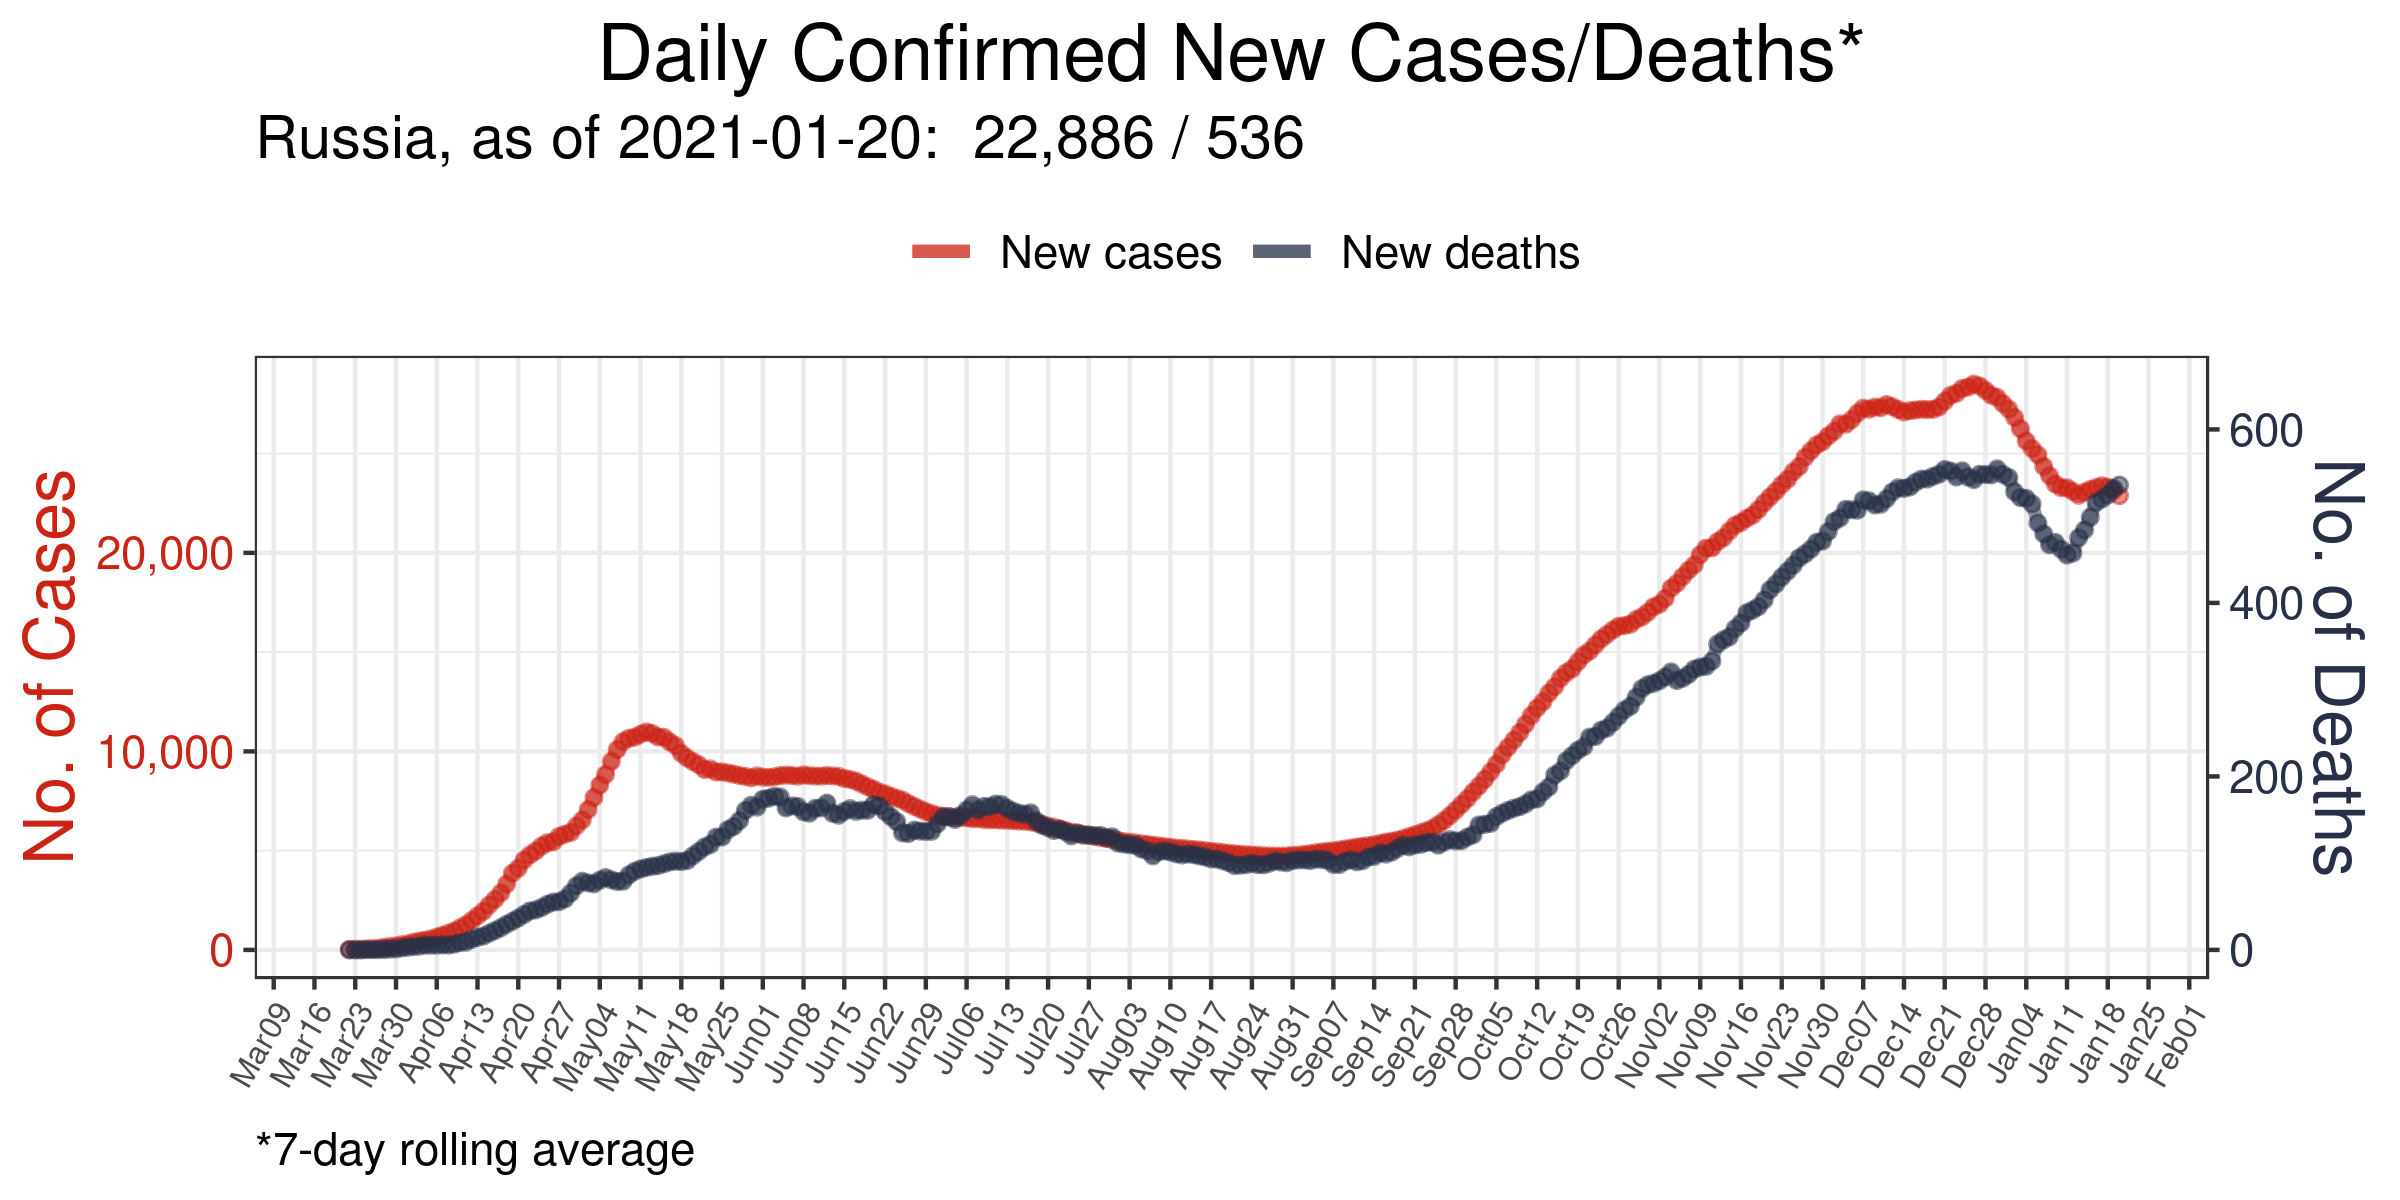 Daily Confirmed New Cases/Deaths*
Russia, as of 2021-01-20:  22,886 / 536
New cases
New deaths
No. of Cases
20,000
10,000
0
600
400
200
0
No. of Deaths
Mar09
Mar16
Mar23
Mar30
Apr06
Apr13
Apr20
Apr27
May04
May11
May18
May25
Jun01
Jun08
Jun15
Jun22
Jun29
Jul06
Jul13
Jul20
Jul27
Aug03
Aug10
Aug17
Aug24
Aug31
Sep07
Sep14
Sep21
Sep28
Oct05
Oct12
Oct19
Oct26
Nov02
Nov09
Nov16
Nov23
Nov30
Dec07
Dec14
Dec21
Dec28
Jan04
Jan11
Jan18
Jan25
Feb01
*7-day rolling average